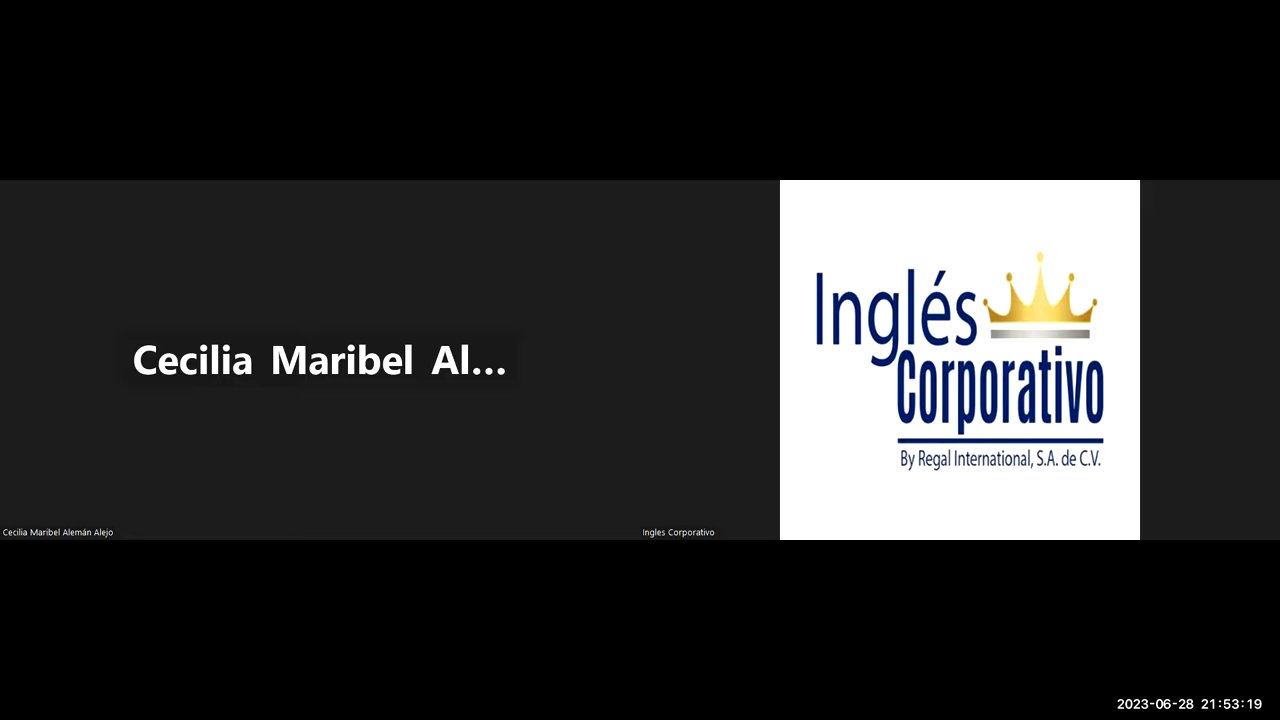 Cecilia Maribel Al...
Cecilia Maribel Alemán Alejo
Inglés
Corporativo
By Regal International, S.A. de C.V.
Ingles Corporativo
2023-06-28 21:53:19